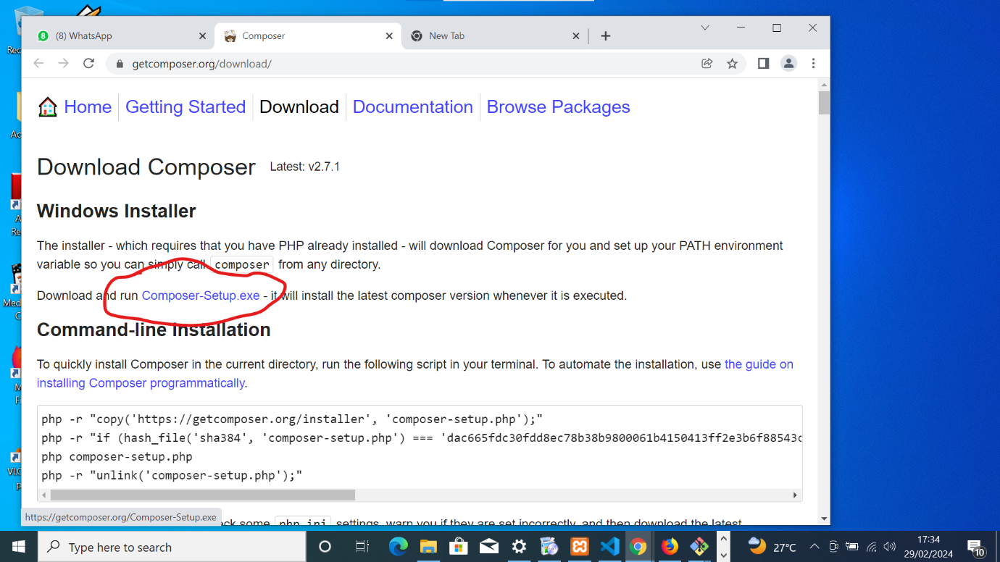 8 (8) WhatsApp
Composer
New Tab
getcomposer.org/download/
Home
Getting Started
Download
Documentation
Browse Packages
Download Composer Latest: v2.7.1
Windows Installer
The installer - which requires that you have PHP already installed - will download Composer for you and set up your PATH environment
variable so you can simply call composer from any directory.
Download and run Composer-Setup.exe - it will install the latest composer version whenever it is executed.
Command-line installation
To quickly install Composer in the current directory, run the following script in your terminal. To automate the installation, use the guide on
installing Composer programmatically.
php -r "copy('https://getcomposer.org/installer', 'composer-setup.php');"
php -r "if (hash_file('sha384', 'composer-setup.php') === 'dac665fdc30fdd8ec78b38b9800061b4150413ff2e3b6f88543c
php composer-setup.php
php -r "unlink('composer-setup.php');"
https://getcomposer.org/Composer-Setup.exe
some php.ini settings, warn you if they are set incorrectly, and then download the latest
Type here to search
27°C
17:34
29/02/2024
10